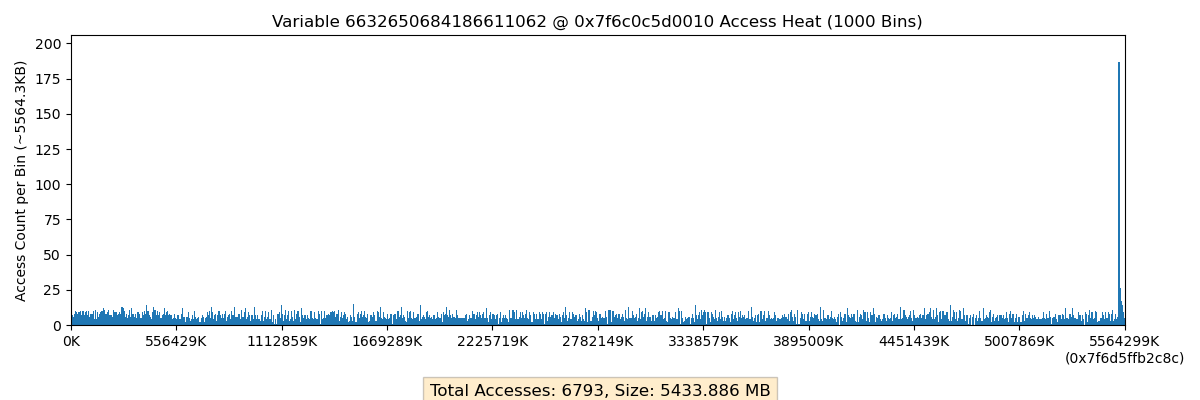 Variable 6632650684186611062 @ 0x7f6c0c5d0010 Access Heat (1000 Bins)
Access Count per Bin (~5564.3KB)
200
175
150
125
100
75
50
25
0
0K 556429K 1112859K 1669289K 2225719K 2782149K 3338579K 3895009K 4451439K 5007869K 5564299K
(0x7f6d5ffb2c8c)
Total Accesses: 6793, Size: 5433.886 MB